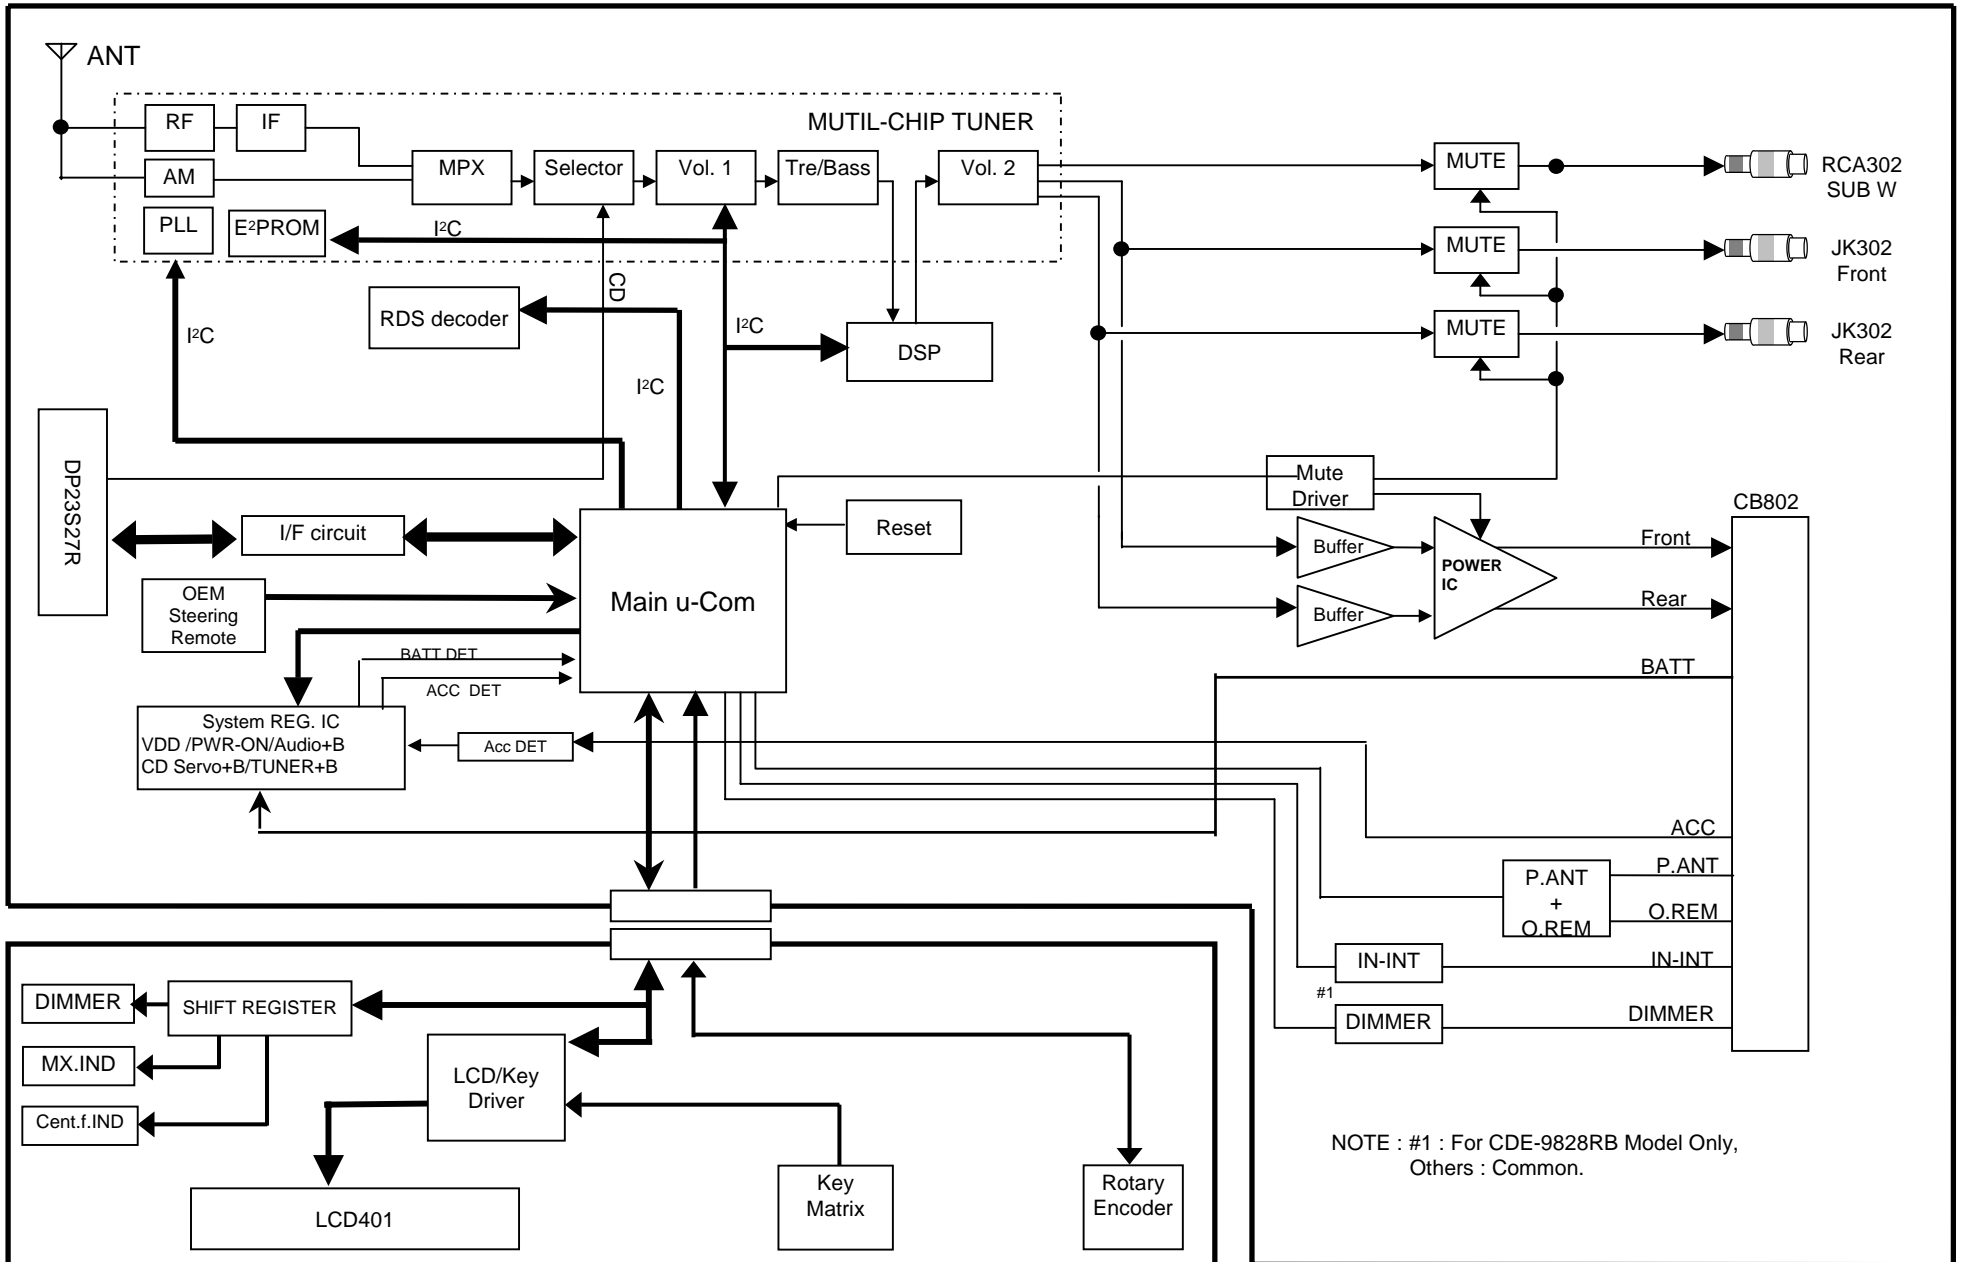 ANT
MUTIL-CHIP TUNER
RF
IF
AM
MPX
Selector
Vol. 1
Tre/Bass
Vol. 2
PLL
E²PROM
I²C
MUTE
RCA302
SUB W
MUTE
JK302
Front
MUTE
JK302
Rear
CD
RDS decoder
I²C
I²C
DSP
I²C
DP23S27R
I/F circuit
OEM
Steering
Remote
Main u-Com
Reset
Mute
Driver
Buffer
Buffer
POWER
IC
CB802
Front
Rear
BATT
BATT DET
ACC DET
System REG. IC
VDD /PWR-ON/Audio+B
CD Servo+B/TUNER+B
Acc DET
ACC
P.ANT
+
O.REM
P.ANT
O.REM
IN-INT
IN-INT
#1
DIMMER
DIMMER
DIMMER
SHIFT REGISTER
MX.IND
Cent.f.IND
LCD/Key
Driver
LCD401
Key
Matrix
Rotary
Encoder
NOTE : #1 : For CDE-9828RB Model Only,
Others : Common.